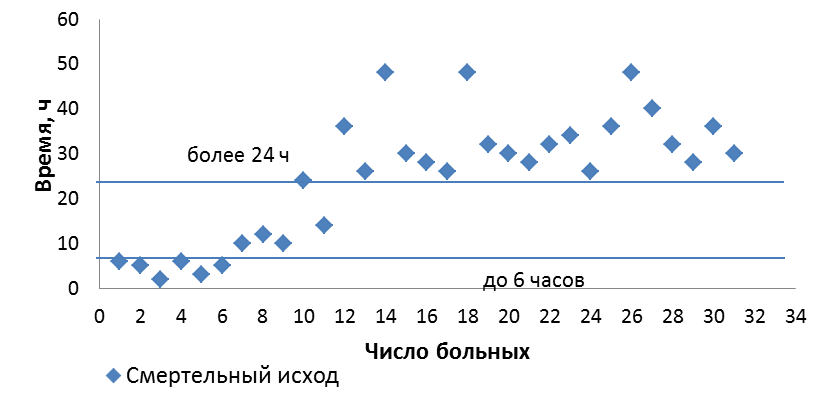 60
50
40
30
20
10
0
Время, ч
более 24 ч
до 6 часов
0 2 4 6 8 10 12 14 16 18 20 22 24 26 28 30 32 34
Число больных
Смертельный исход